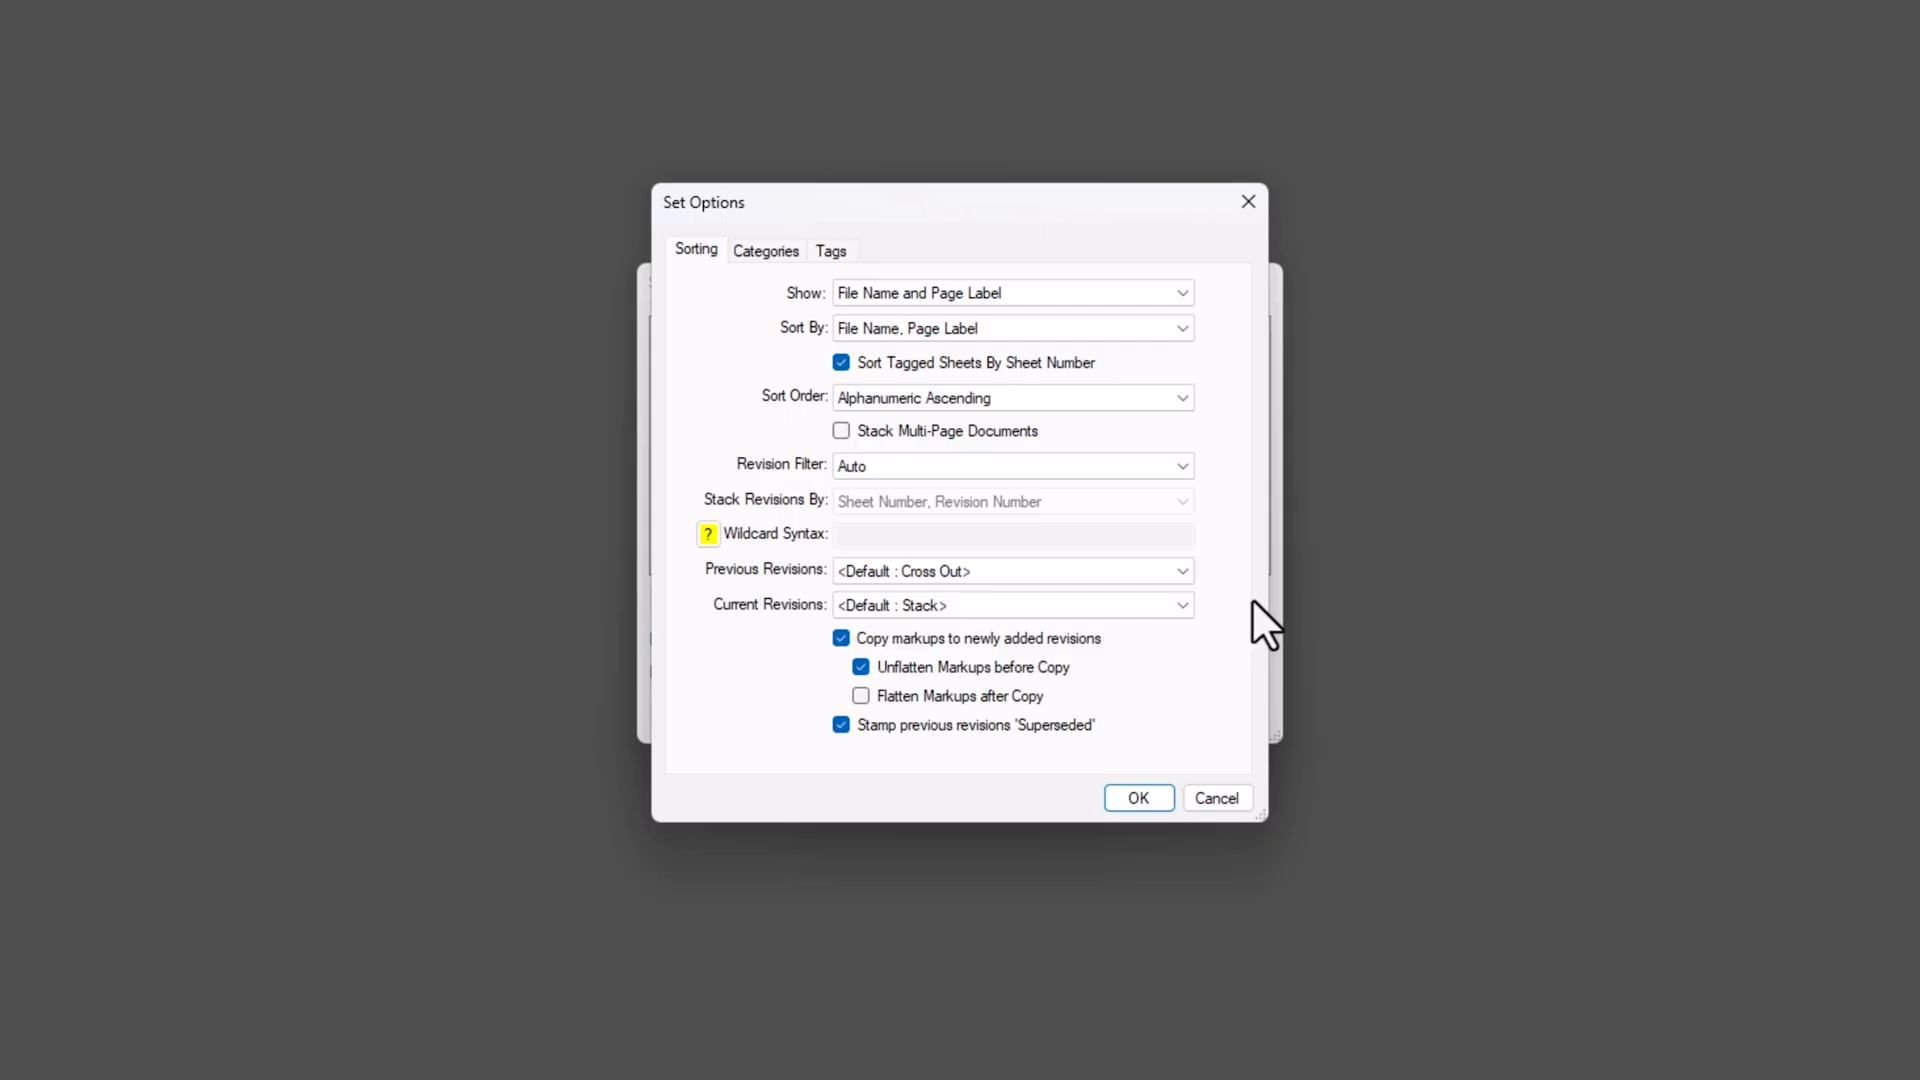 Set Options
Sorting Categories Tags
Show: File Name and Page Label
Sort By: File Name, Page Label
Sort Tagged Sheets By Sheet Number
Sort Order: Alphanumeric Ascending
Stack Multi-Page Documents
Revision Filter: Auto
Stack Revisions By: Sheet Number, Revision Number
? Wildcard Syntax:
Previous Revisions: <Default : Cross Out>
Current Revisions: <Default : Stack>
Copy markups to newly added revisions
Unflatten Markups before Copy
Flatten Markups after Copy
Stamp previous revisions 'Superseded'
OK Cancel